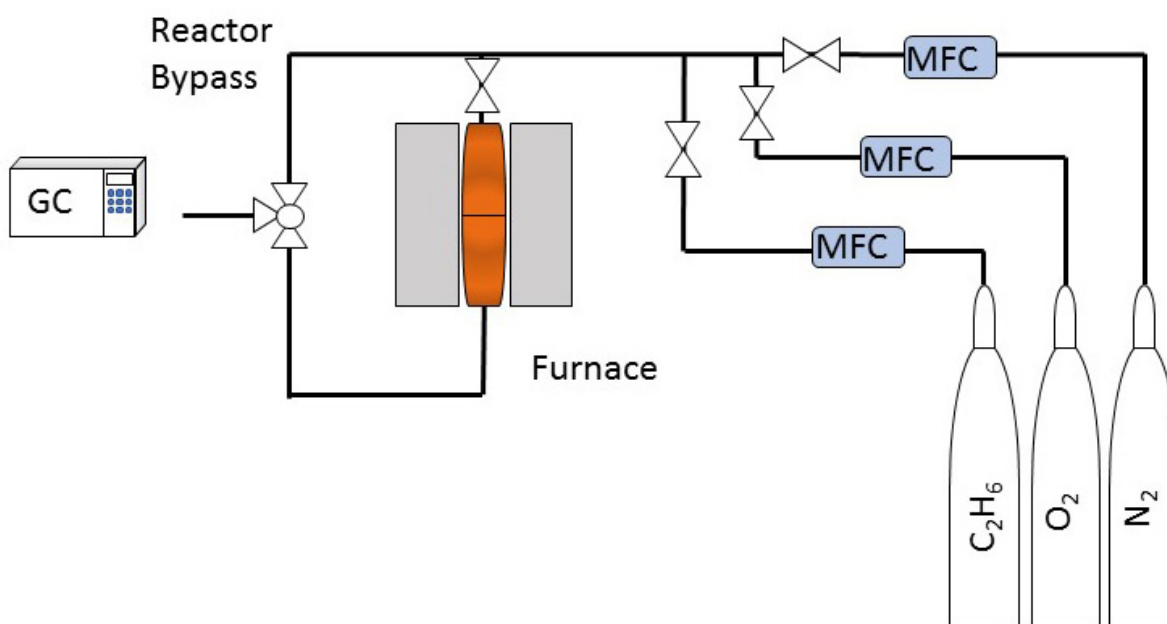 Reactor
Bypass
MFC
MFC
GC
MFC
Furnace
C₂H₆
O₂
N₂